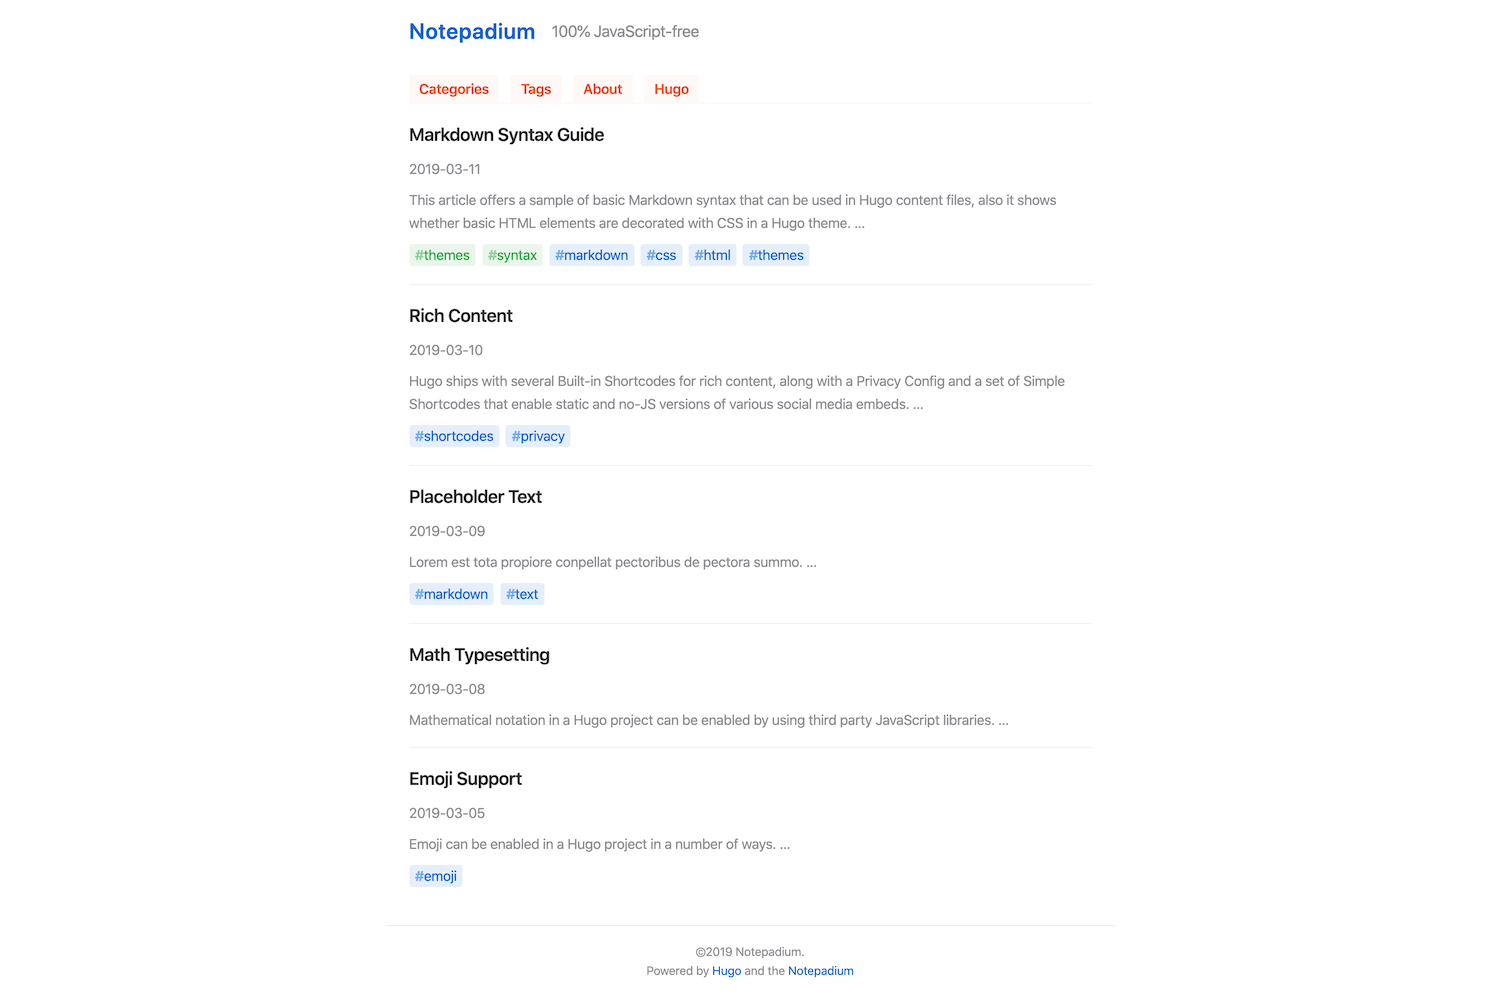 Notepadium 100% JavaScript-free
Categories Tags About Hugo
Markdown Syntax Guide
2019-03-11
This article offers a sample of basic Markdown syntax that can be used in Hugo content files, also it shows
whether basic HTML elements are decorated with CSS in a Hugo theme. ...
#themes #syntax #markdown #css #html #themes
Rich Content
2019-03-10
Hugo ships with several Built-in Shortcodes for rich content, along with a Privacy Config and a set of Simple
Shortcodes that enable static and no-JS versions of various social media embeds. ...
#shortcodes #privacy
Placeholder Text
2019-03-09
Lorem est tota propiore conpellat pectoribus de pectora summo. ...
#markdown #text
Math Typesetting
2019-03-08
Mathematical notation in a Hugo project can be enabled by using third party JavaScript libraries. ...
Emoji Support
2019-03-05
Emoji can be enabled in a Hugo project in a number of ways. ...
#emoji
©2019 Notepadium.
Powered by Hugo and the Notepadium